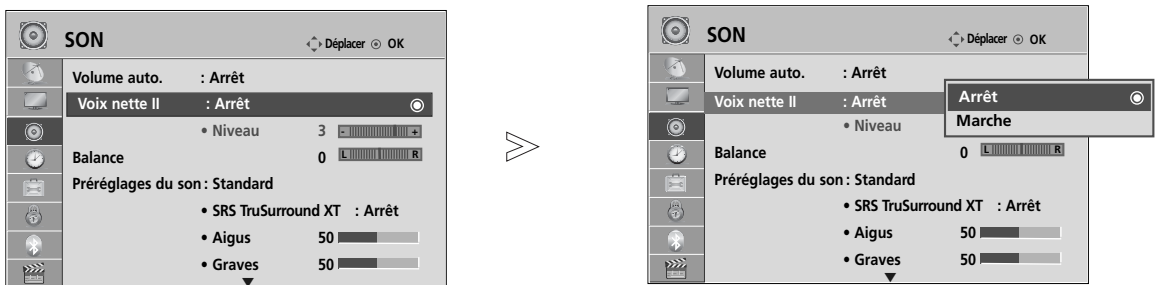 SON
Déplacer OK
Volume auto. : Arrêt
Voix nette II : Arrêt
• Niveau 3 - +
Balance 0 L R
Préréglages du son : Standard
• SRS TruSurround XT : Arrêt
• Aigus 50
• Graves 50
SON
Déplacer OK
Volume auto. : Arrêt
Voix nette II : Arrêt
Arrêt
Marche
• Niveau
Balance 0 L R
Préréglages du son : Standard
• SRS TruSurround XT : Arrêt
• Aigus 50
• Graves 50